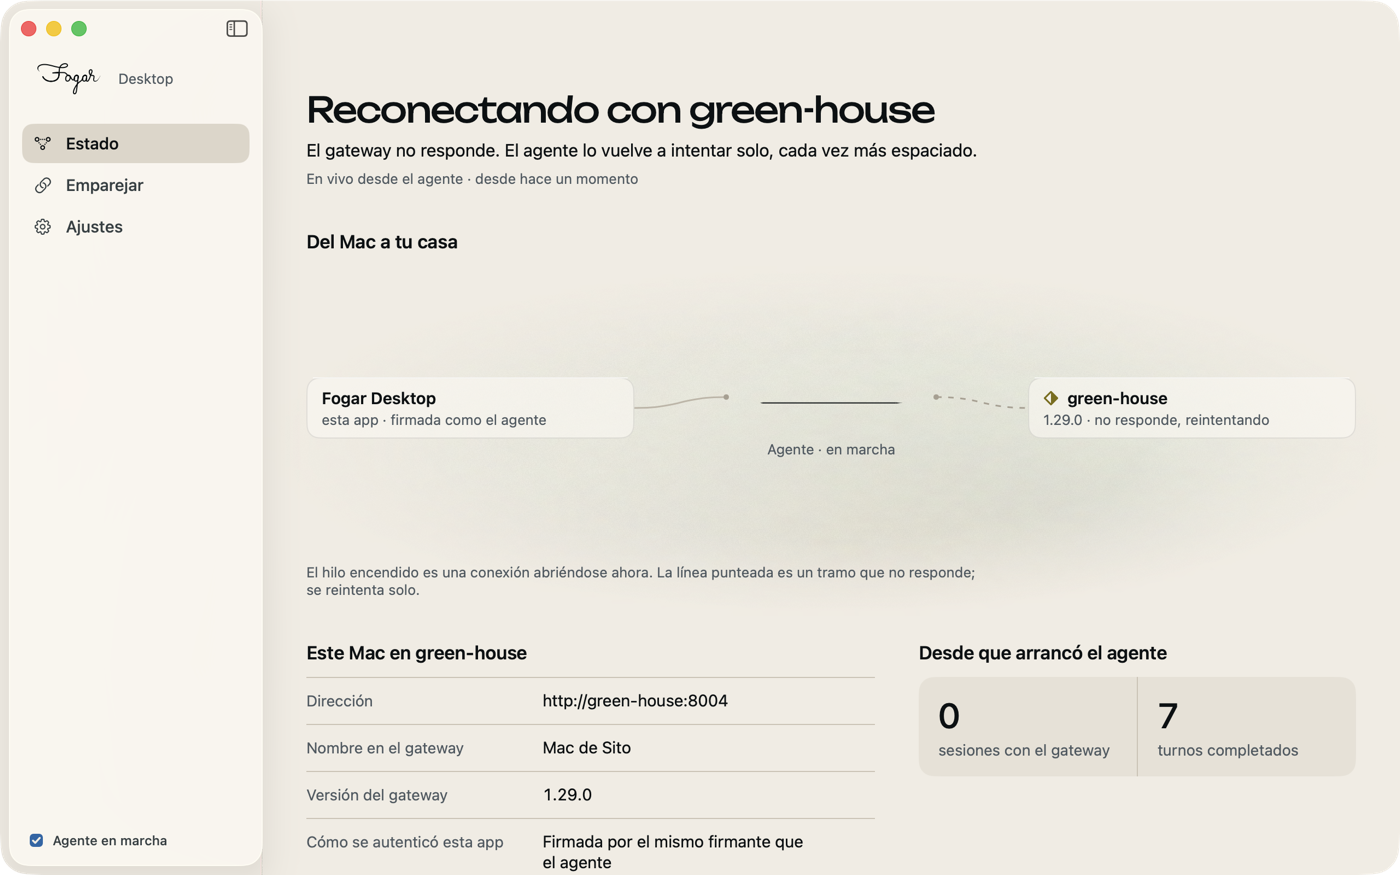 Fogar Desktop
Estado
Emparejar
Ajustes
Agente en marcha
Reconectando con green-house
El gateway no responde. El agente lo vuelve a intentar solo, cada vez más espaciado.
En vivo desde el agente · desde hace un momento
Del Mac a tu casa
Fogar Desktop
esta app · firmada como el agente
Agente · en marcha
green-house
1.29.0 · no responde, reintentando
El hilo encendido es una conexión abriéndose ahora. La línea punteada es un tramo que no responde;
se reintenta solo.
Este Mac en green-house
Dirección http://green-house:8004
Nombre en el gateway Mac de Sito
Versión del gateway 1.29.0
Cómo se autenticó esta app Firmada por el mismo firmante que
el agente
Desde que arrancó el agente
0
sesiones con el gateway
7
turnos completados